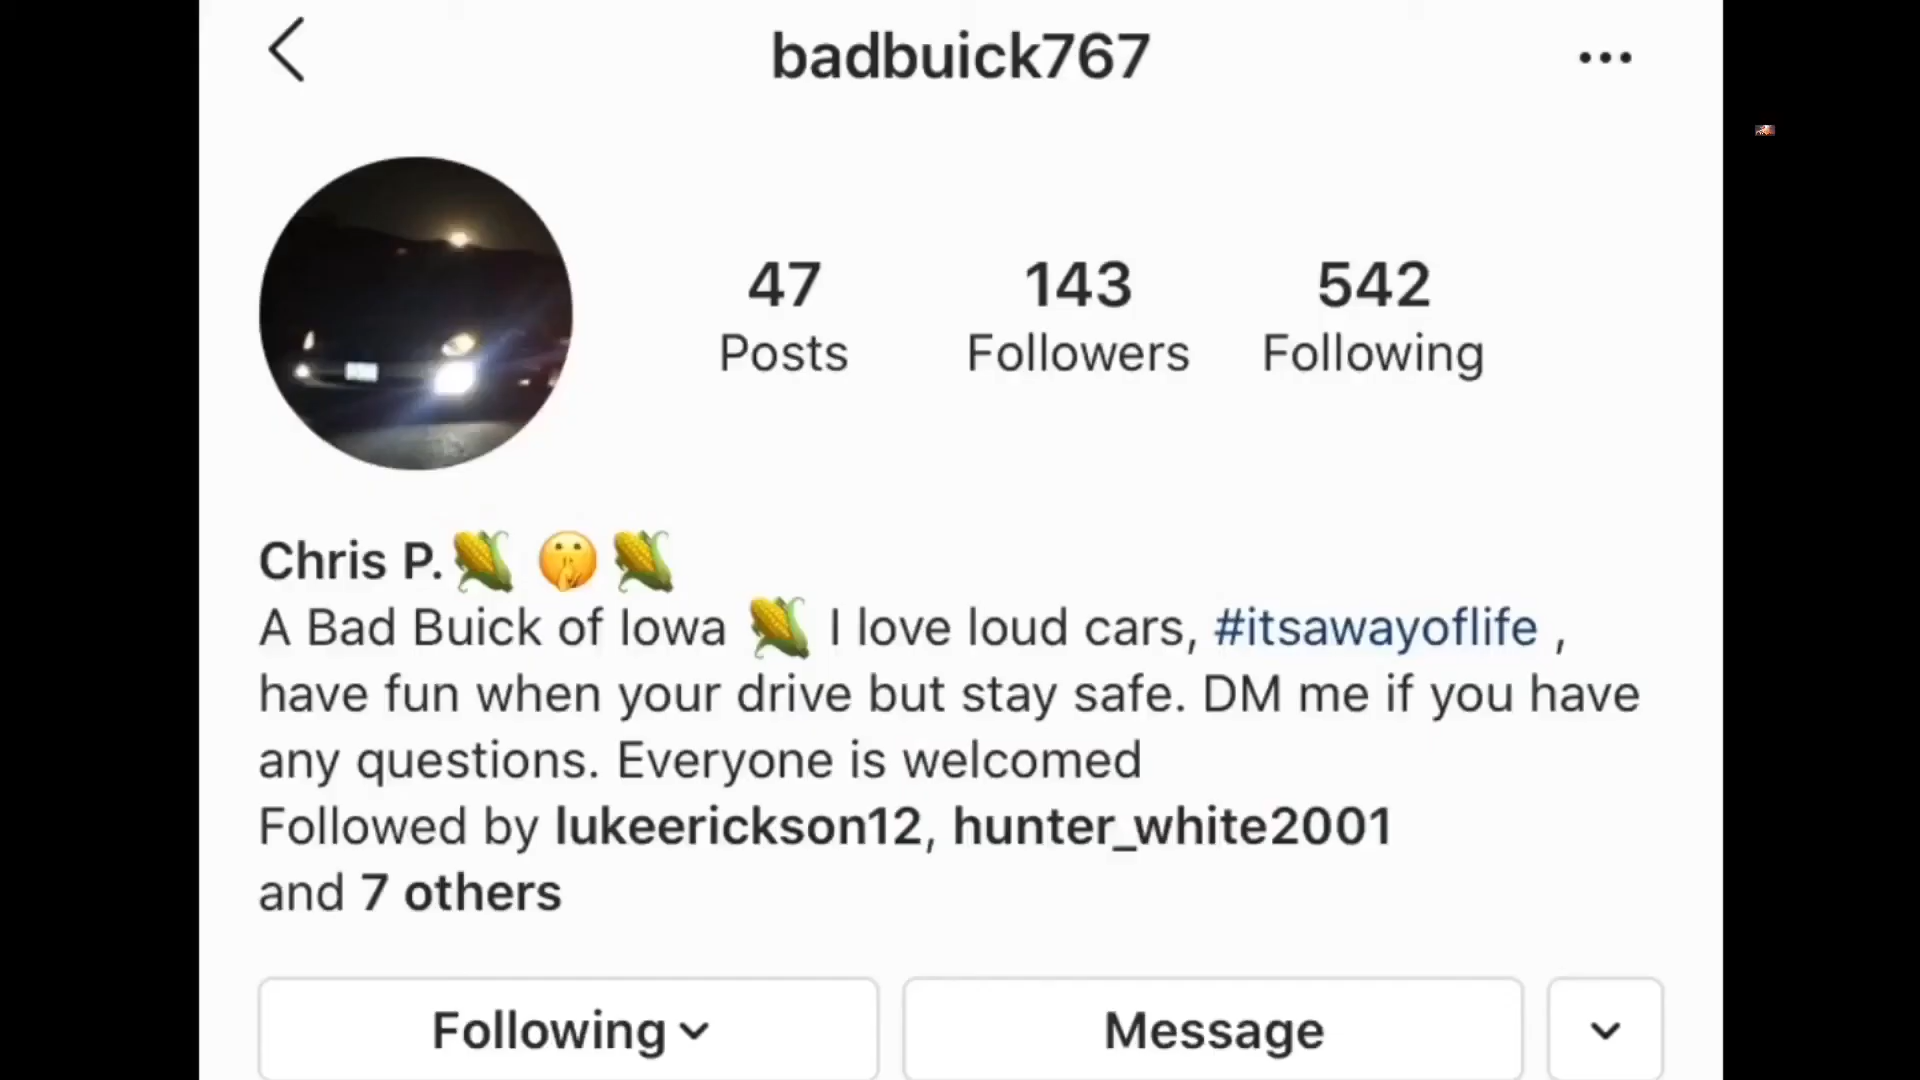 badbuick767
47 143 542
Posts Followers Following
Chris P.🌽 🤫 🌽
A Bad Buick of Iowa 🌽 I love loud cars, #itsawayoflife ,
have fun when your drive but stay safe. DM me if you have
any questions. Everyone is welcomed
Followed by lukeerickson12, hunter_white2001
and 7 others
Following Message